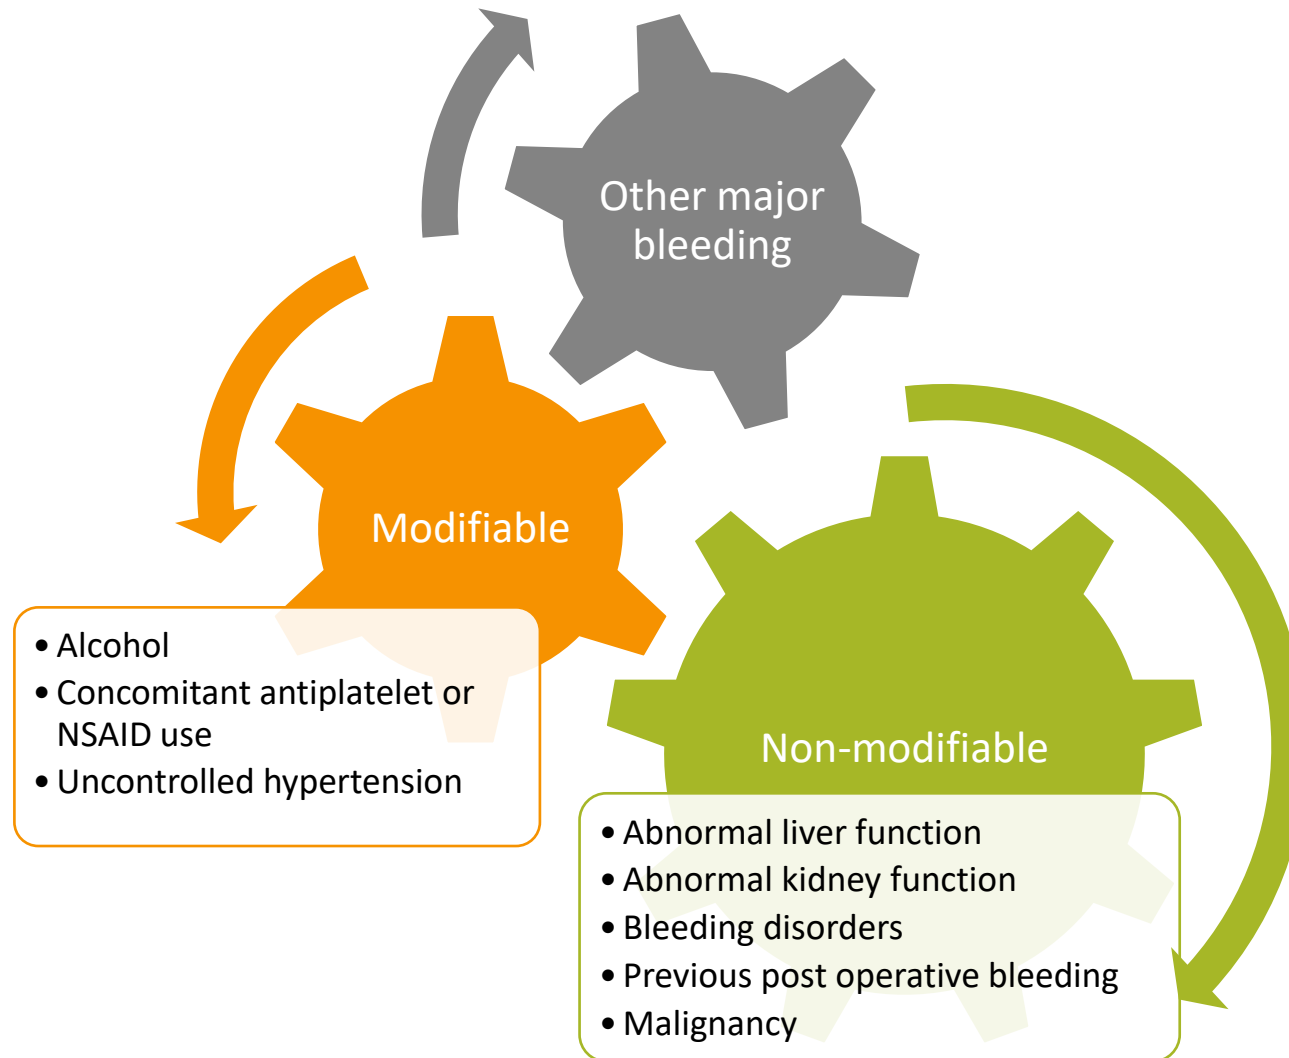 Other major
bleeding
Modifiable
• Alcohol
• Concomitant antiplatelet or
NSAID use
• Uncontrolled hypertension
Non-modifiable
• Abnormal liver function
• Abnormal kidney function
• Bleeding disorders
• Previous post operative bleeding
• Malignancy